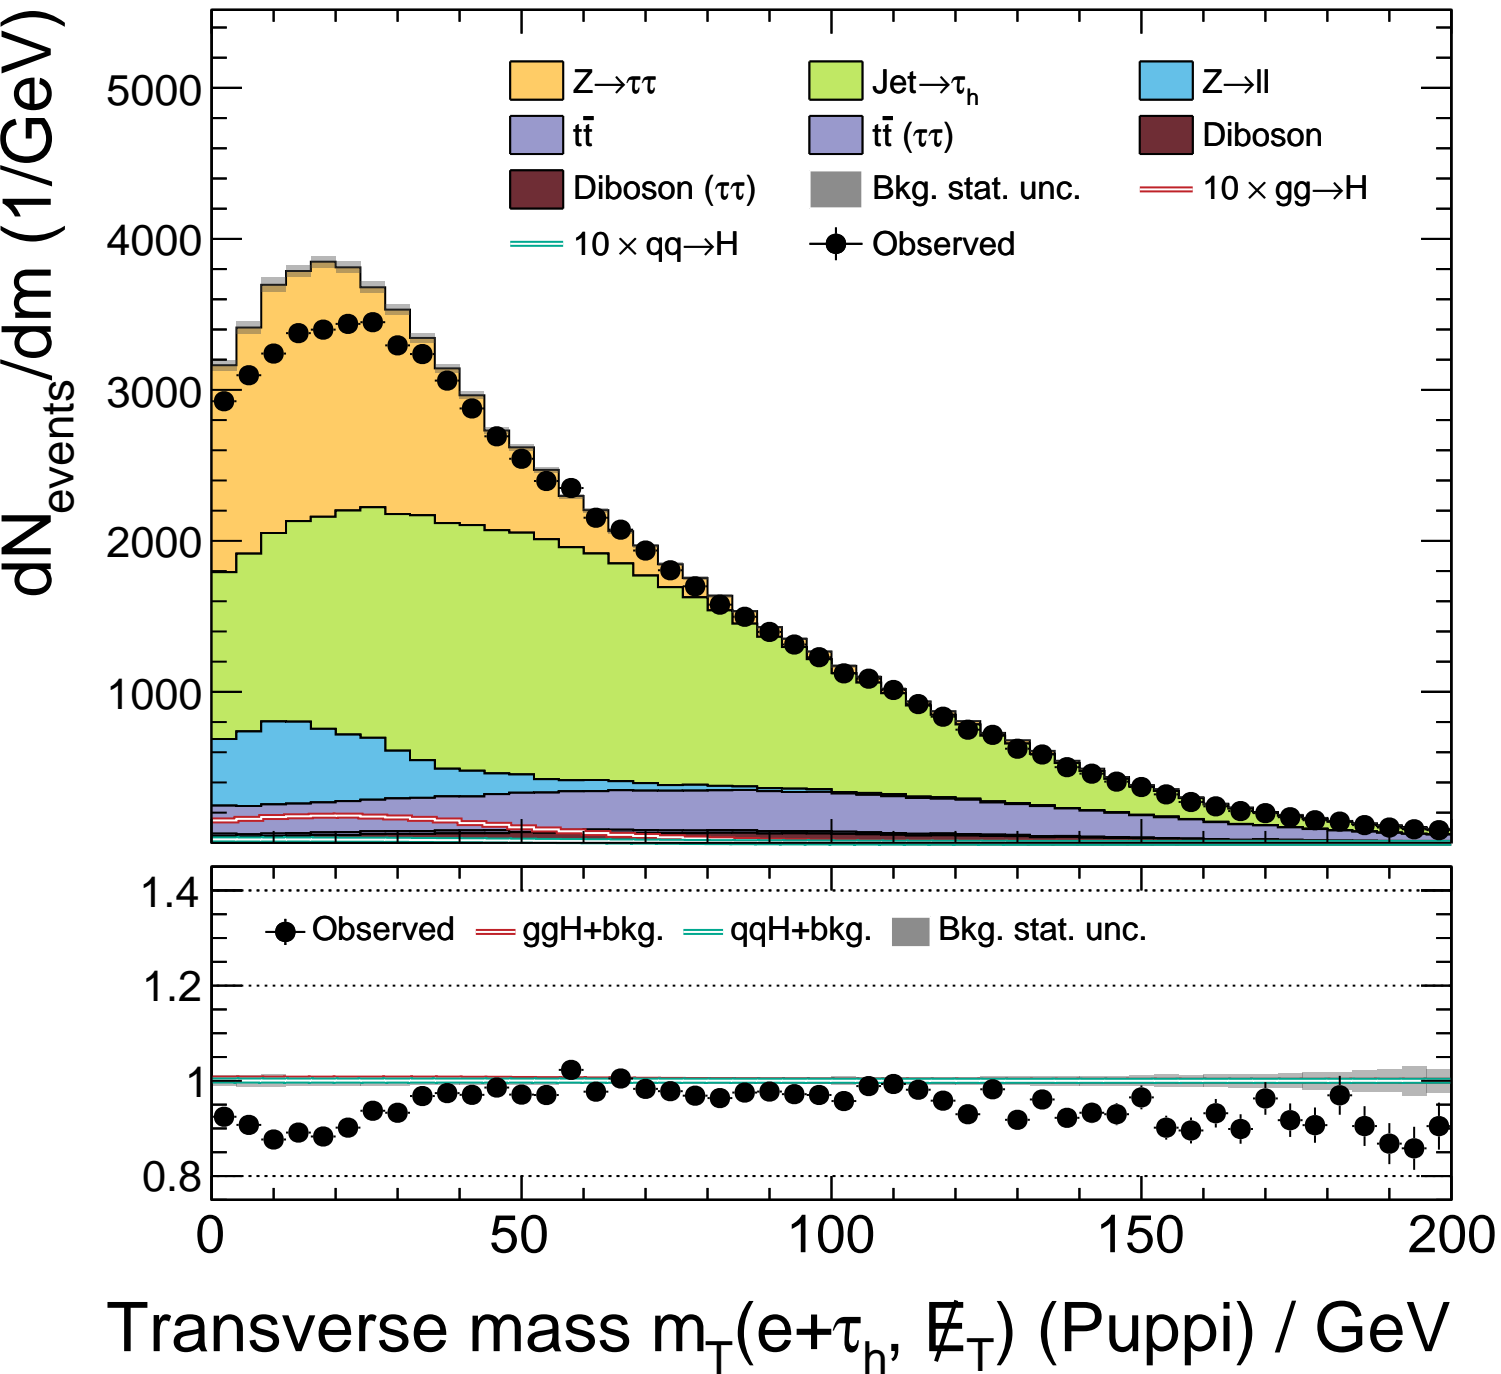 dN_events/dm (1/GeV)
5000
4000
3000
2000
1000
Z→ττ Jet→τ_h Z→ll
tt̄ tt̄ (ττ) Diboson
Diboson (ττ) Bkg. stat. unc. 10 × gg→H
10 × qq→H Observed
1.4
1.2
1
0.8
Observed ggH+bkg. qqH+bkg. Bkg. stat. unc.
0 50 100 150 200
Transverse mass m_T(e+τ_h, E̸_T) (Puppi) / GeV